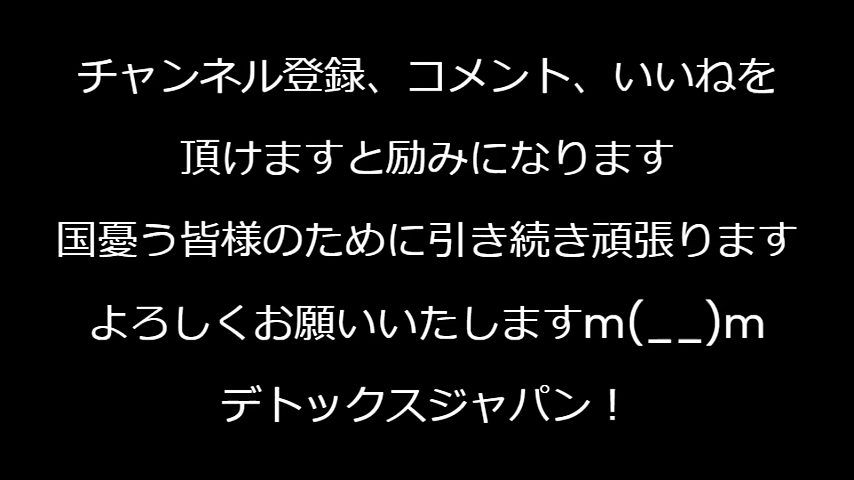 チャンネル登録、コメント、いいねを
頂けますと励みになります
国憂う皆様のために引き続き頑張ります
よろしくお願いいたしますm(__)m
デトックスジャパン！